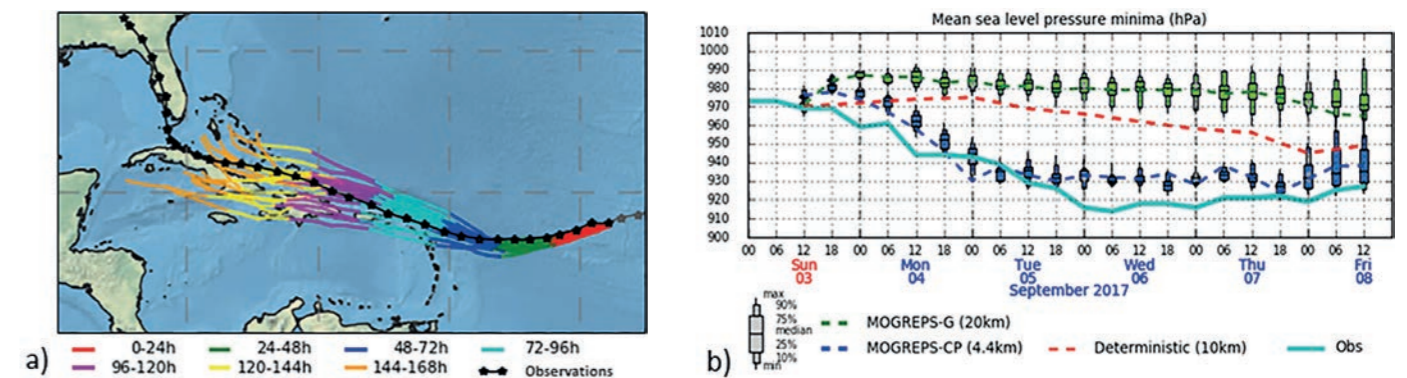 a)
0-24h 24-48h 48-72h 72-96h
96-120h 120-144h 144-168h Observations
b)
Mean sea level pressure minima (hPa)
1010
1000
990
980
970
960
950
940
930
920
910
900
00 06 12 18 00 06 12 18 00 06 12 18 00 06 12 18 00 06 12 18 00 06 12
Sun Mon Tue Wed Thu Fri
03 04 05 06 07 08
September 2017
max
90%
75%
median
25%
10%
min
MOGREPS-G (20km)
MOGREPS-CP (4.4km) Deterministic (10km) Obs